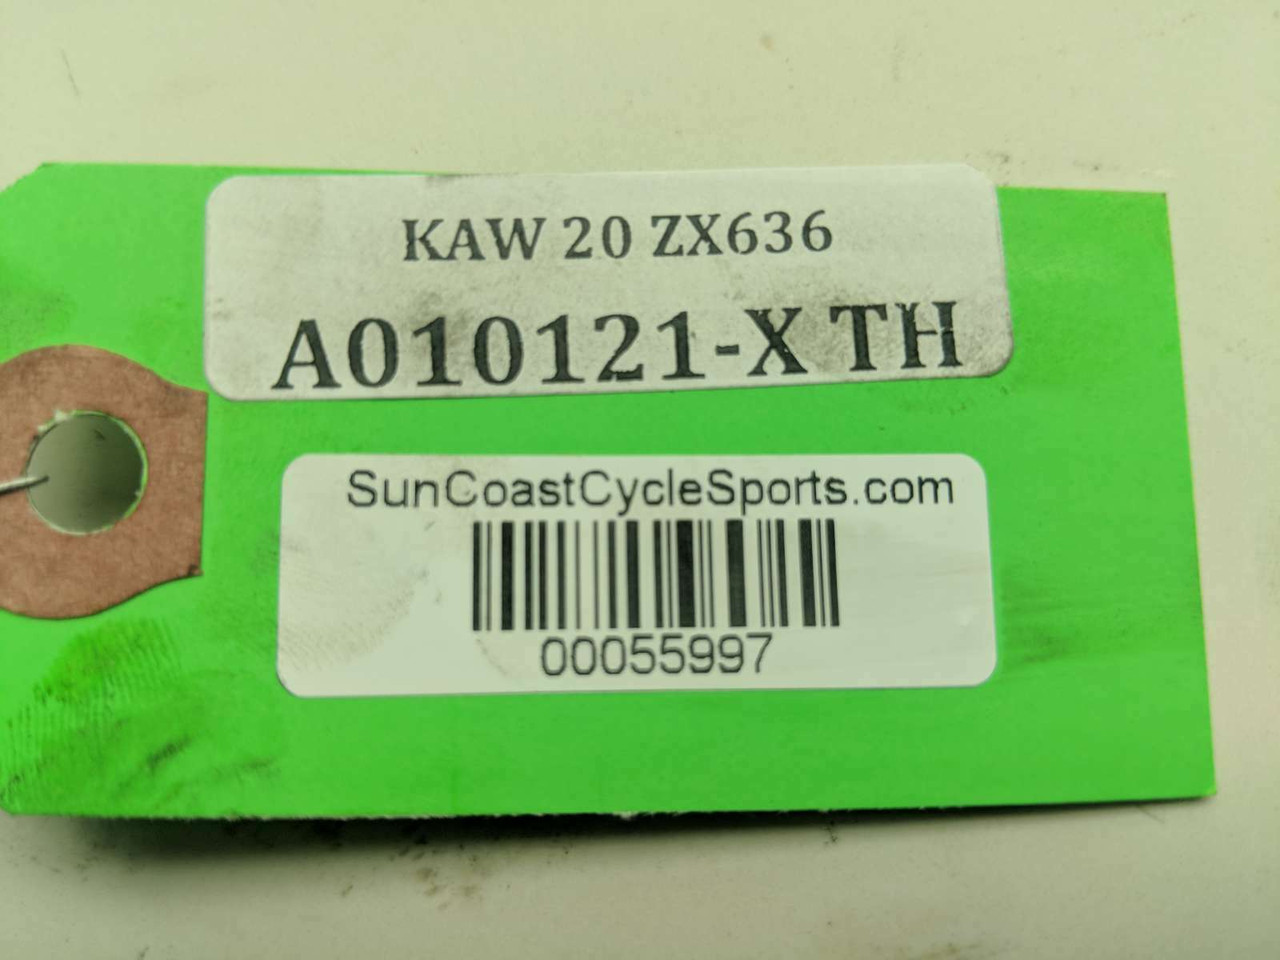 KAW 20 ZX636
A010121-X TH
SunCoastCycleSports.com
00055997